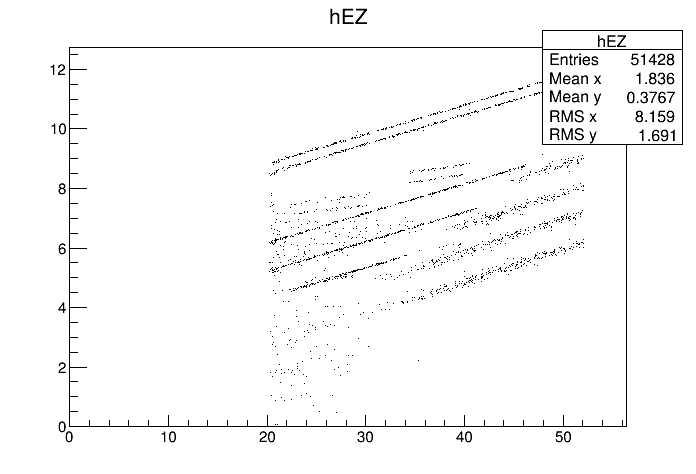 hEZ
hEZ
Entries 51428
Mean x 1.836
Mean y 0.3767
RMS x 8.159
RMS y 1.691
12
10
8
6
4
2
0
0 10 20 30 40 50